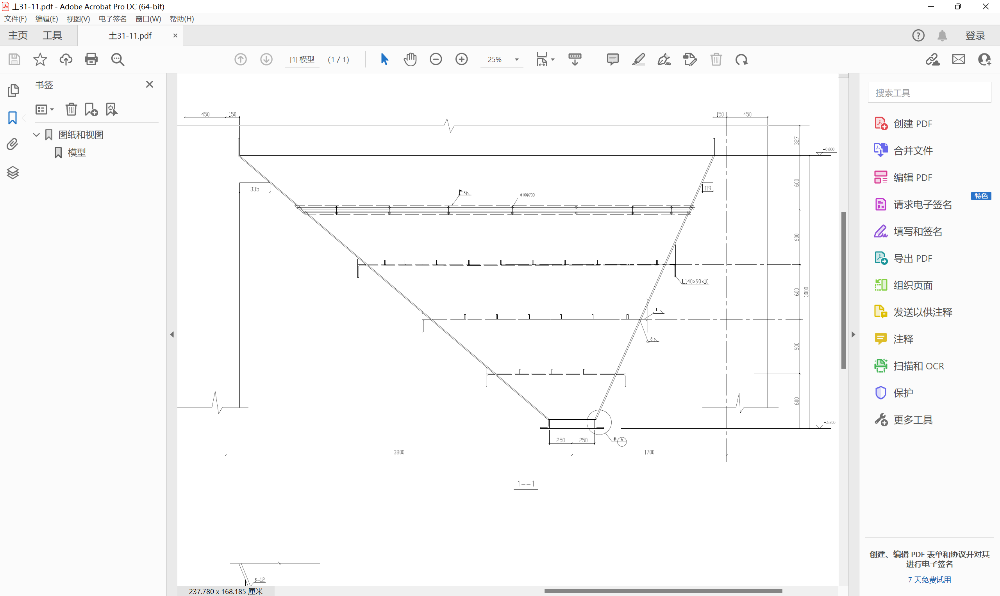 土31-11.pdf - Adobe Acrobat Pro DC (64-bit)
文件(F) 编辑(E) 视图(V) 电子签名 窗口(W) 帮助(H)
主页 工具 土31-11.pdf 登录
[1] 模型 (1 / 1) 25%
书签
图纸和视图
模型
450 150 150 450
327
-0.800
335
119
600
8
M16@700
600
L140×90×10
600
3000
L
8
600
600
-3.800
250 250
参 A
3800 1700
1--1
δ=12
237.780 x 168.185 厘米
搜索工具
创建 PDF
合并文件
编辑 PDF
特色
请求电子签名
填写和签名
导出 PDF
组织页面
发送以供注释
注释
扫描和 OCR
保护
更多工具
创建、编辑 PDF 表单和协议并对其
进行电子签名
7 天免费试用